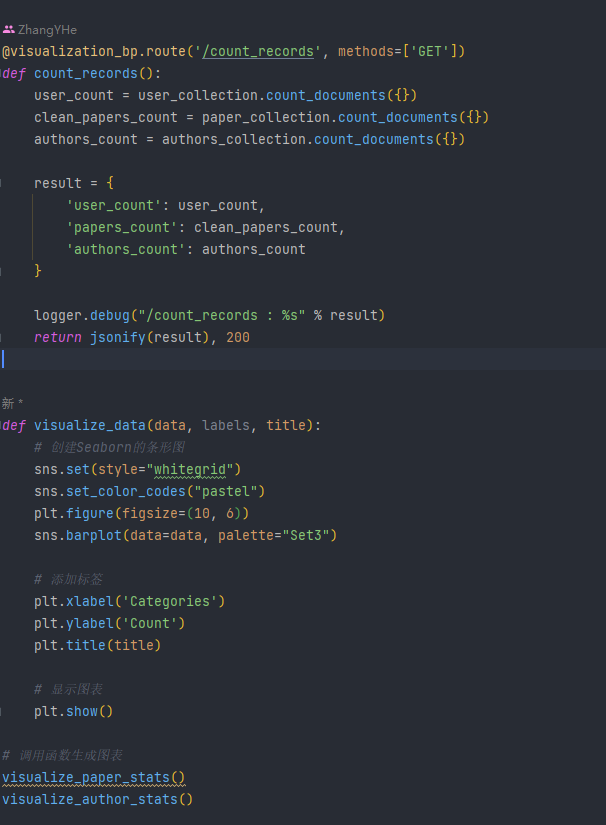 ZhangYHe
@visualization_bp.route('/count_records', methods=['GET'])
def count_records():
    user_count = user_collection.count_documents({})
    clean_papers_count = paper_collection.count_documents({})
    authors_count = authors_collection.count_documents({})
    result = {
        'user_count': user_count,
        'papers_count': clean_papers_count,
        'authors_count': authors_count
    }
    logger.debug("/count_records : %s" % result)
    return jsonify(result), 200
新 *
def visualize_data(data, labels, title):
    # 创建Seaborn的条形图
    sns.set(style="whitegrid")
    sns.set_color_codes("pastel")
    plt.figure(figsize=(10, 6))
    sns.barplot(data=data, palette="Set3")
    # 添加标签
    plt.xlabel('Categories')
    plt.ylabel('Count')
    plt.title(title)
    # 显示图表
    plt.show()
# 调用函数生成图表
visualize_paper_stats()
visualize_author_stats()